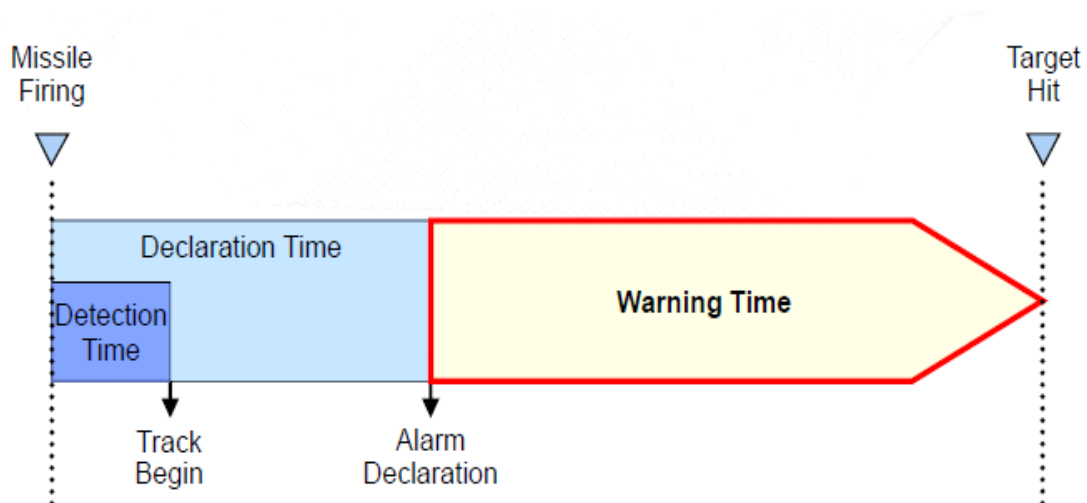 Missile
Firing
Target
Hit
Declaration Time
Detection
Time
Warning Time
Track
Begin
Alarm
Declaration